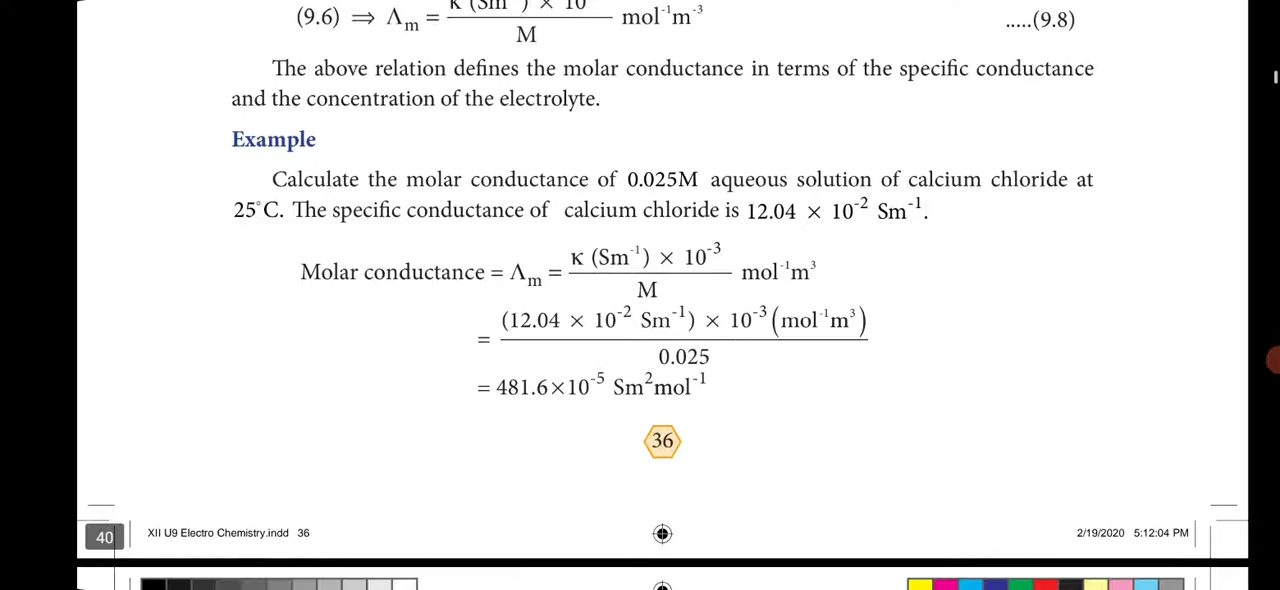 (9.6) ⇒ Λm = κ (Sm⁻¹) × 10 / M mol⁻¹m⁻³ .....(9.8)
The above relation defines the molar conductance in terms of the specific conductance
and the concentration of the electrolyte.
Example
Calculate the molar conductance of 0.025M aqueous solution of calcium chloride at
25°C. The specific conductance of calcium chloride is 12.04 × 10⁻² Sm⁻¹.
Molar conductance = Λm = κ (Sm⁻¹) × 10⁻³ / M mol⁻¹m³
= (12.04 × 10⁻² Sm⁻¹) × 10⁻³ (mol⁻¹m³) / 0.025
= 481.6×10⁻⁵ Sm²mol⁻¹
36
40
XII U9 Electro Chemistry.indd 36
2/19/2020 5:12:04 PM